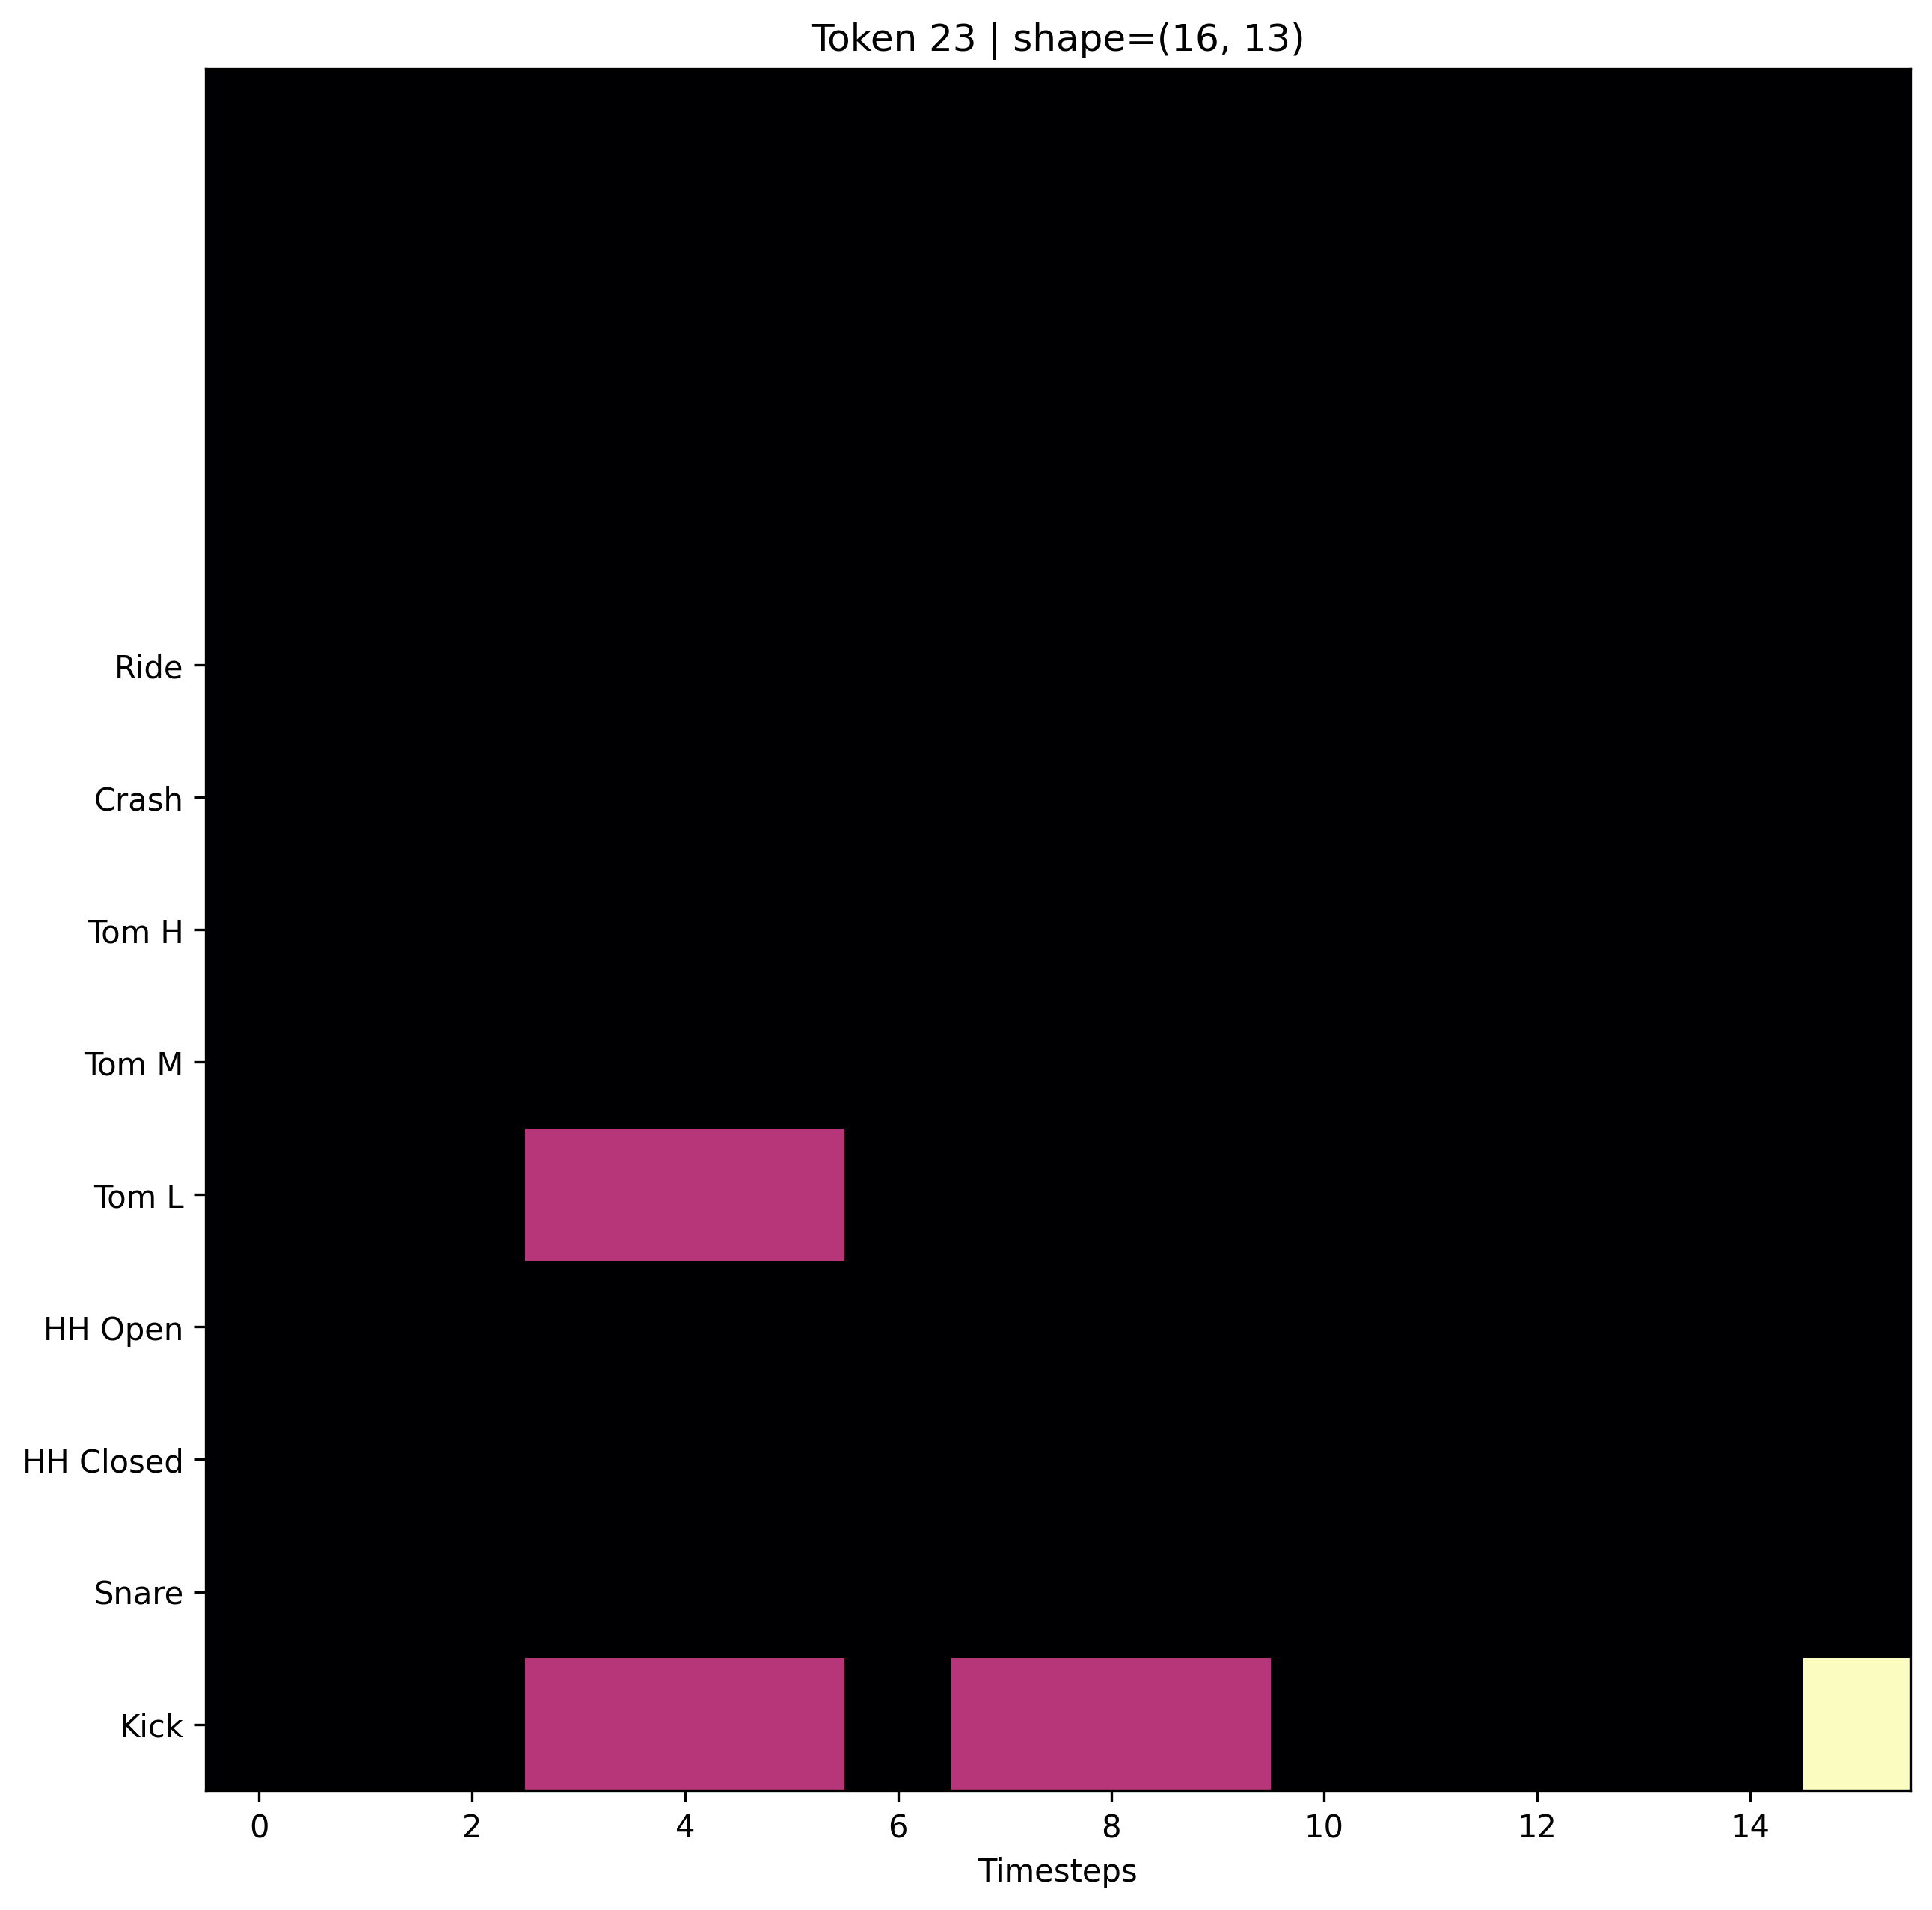 Token 23 | shape=(16, 13)
Ride
Crash
Tom H
Tom M
Tom L
HH Open
HH Closed
Snare
Kick
0 2 4 6 8 10 12 14
Timesteps